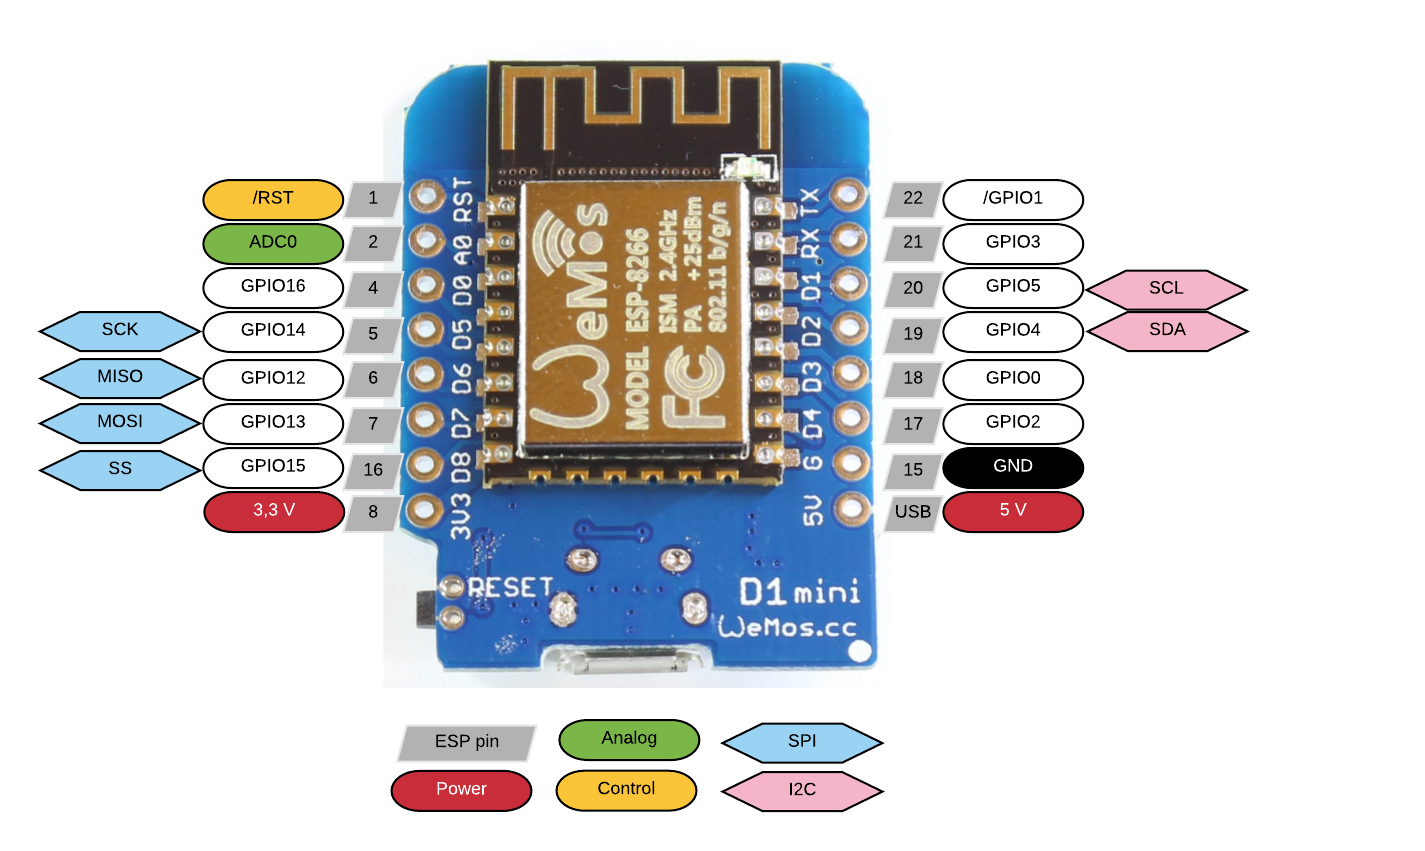 /RST 1 RST TX 22 /GPIO1
ADC0 2 A0 RX 21 GPIO3
GPIO16 4 D0 D1 20 GPIO5 SCL
SCK GPIO14 5 D5 D2 19 GPIO4 SDA
MISO GPIO12 6 D6 D3 18 GPIO0
MOSI GPIO13 7 D7 D4 17 GPIO2
SS GPIO15 16 D8 G 15 GND
3,3 V 8 3V3 5V USB 5 V
WeMos
MODEL ESP-8266
ISM 2.4GHz
PA +25dBm
802.11 b/g/n
FC
RESET
D1 mini
WeMos.cc
ESP pin Analog SPI
Power Control I2C